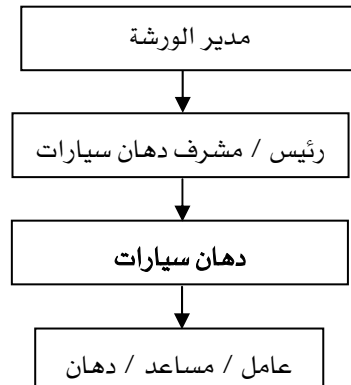 مدير الورشة
رئيس / مشرف دهان سيارات
دهان سيارات
عامل / مساعد / دهان